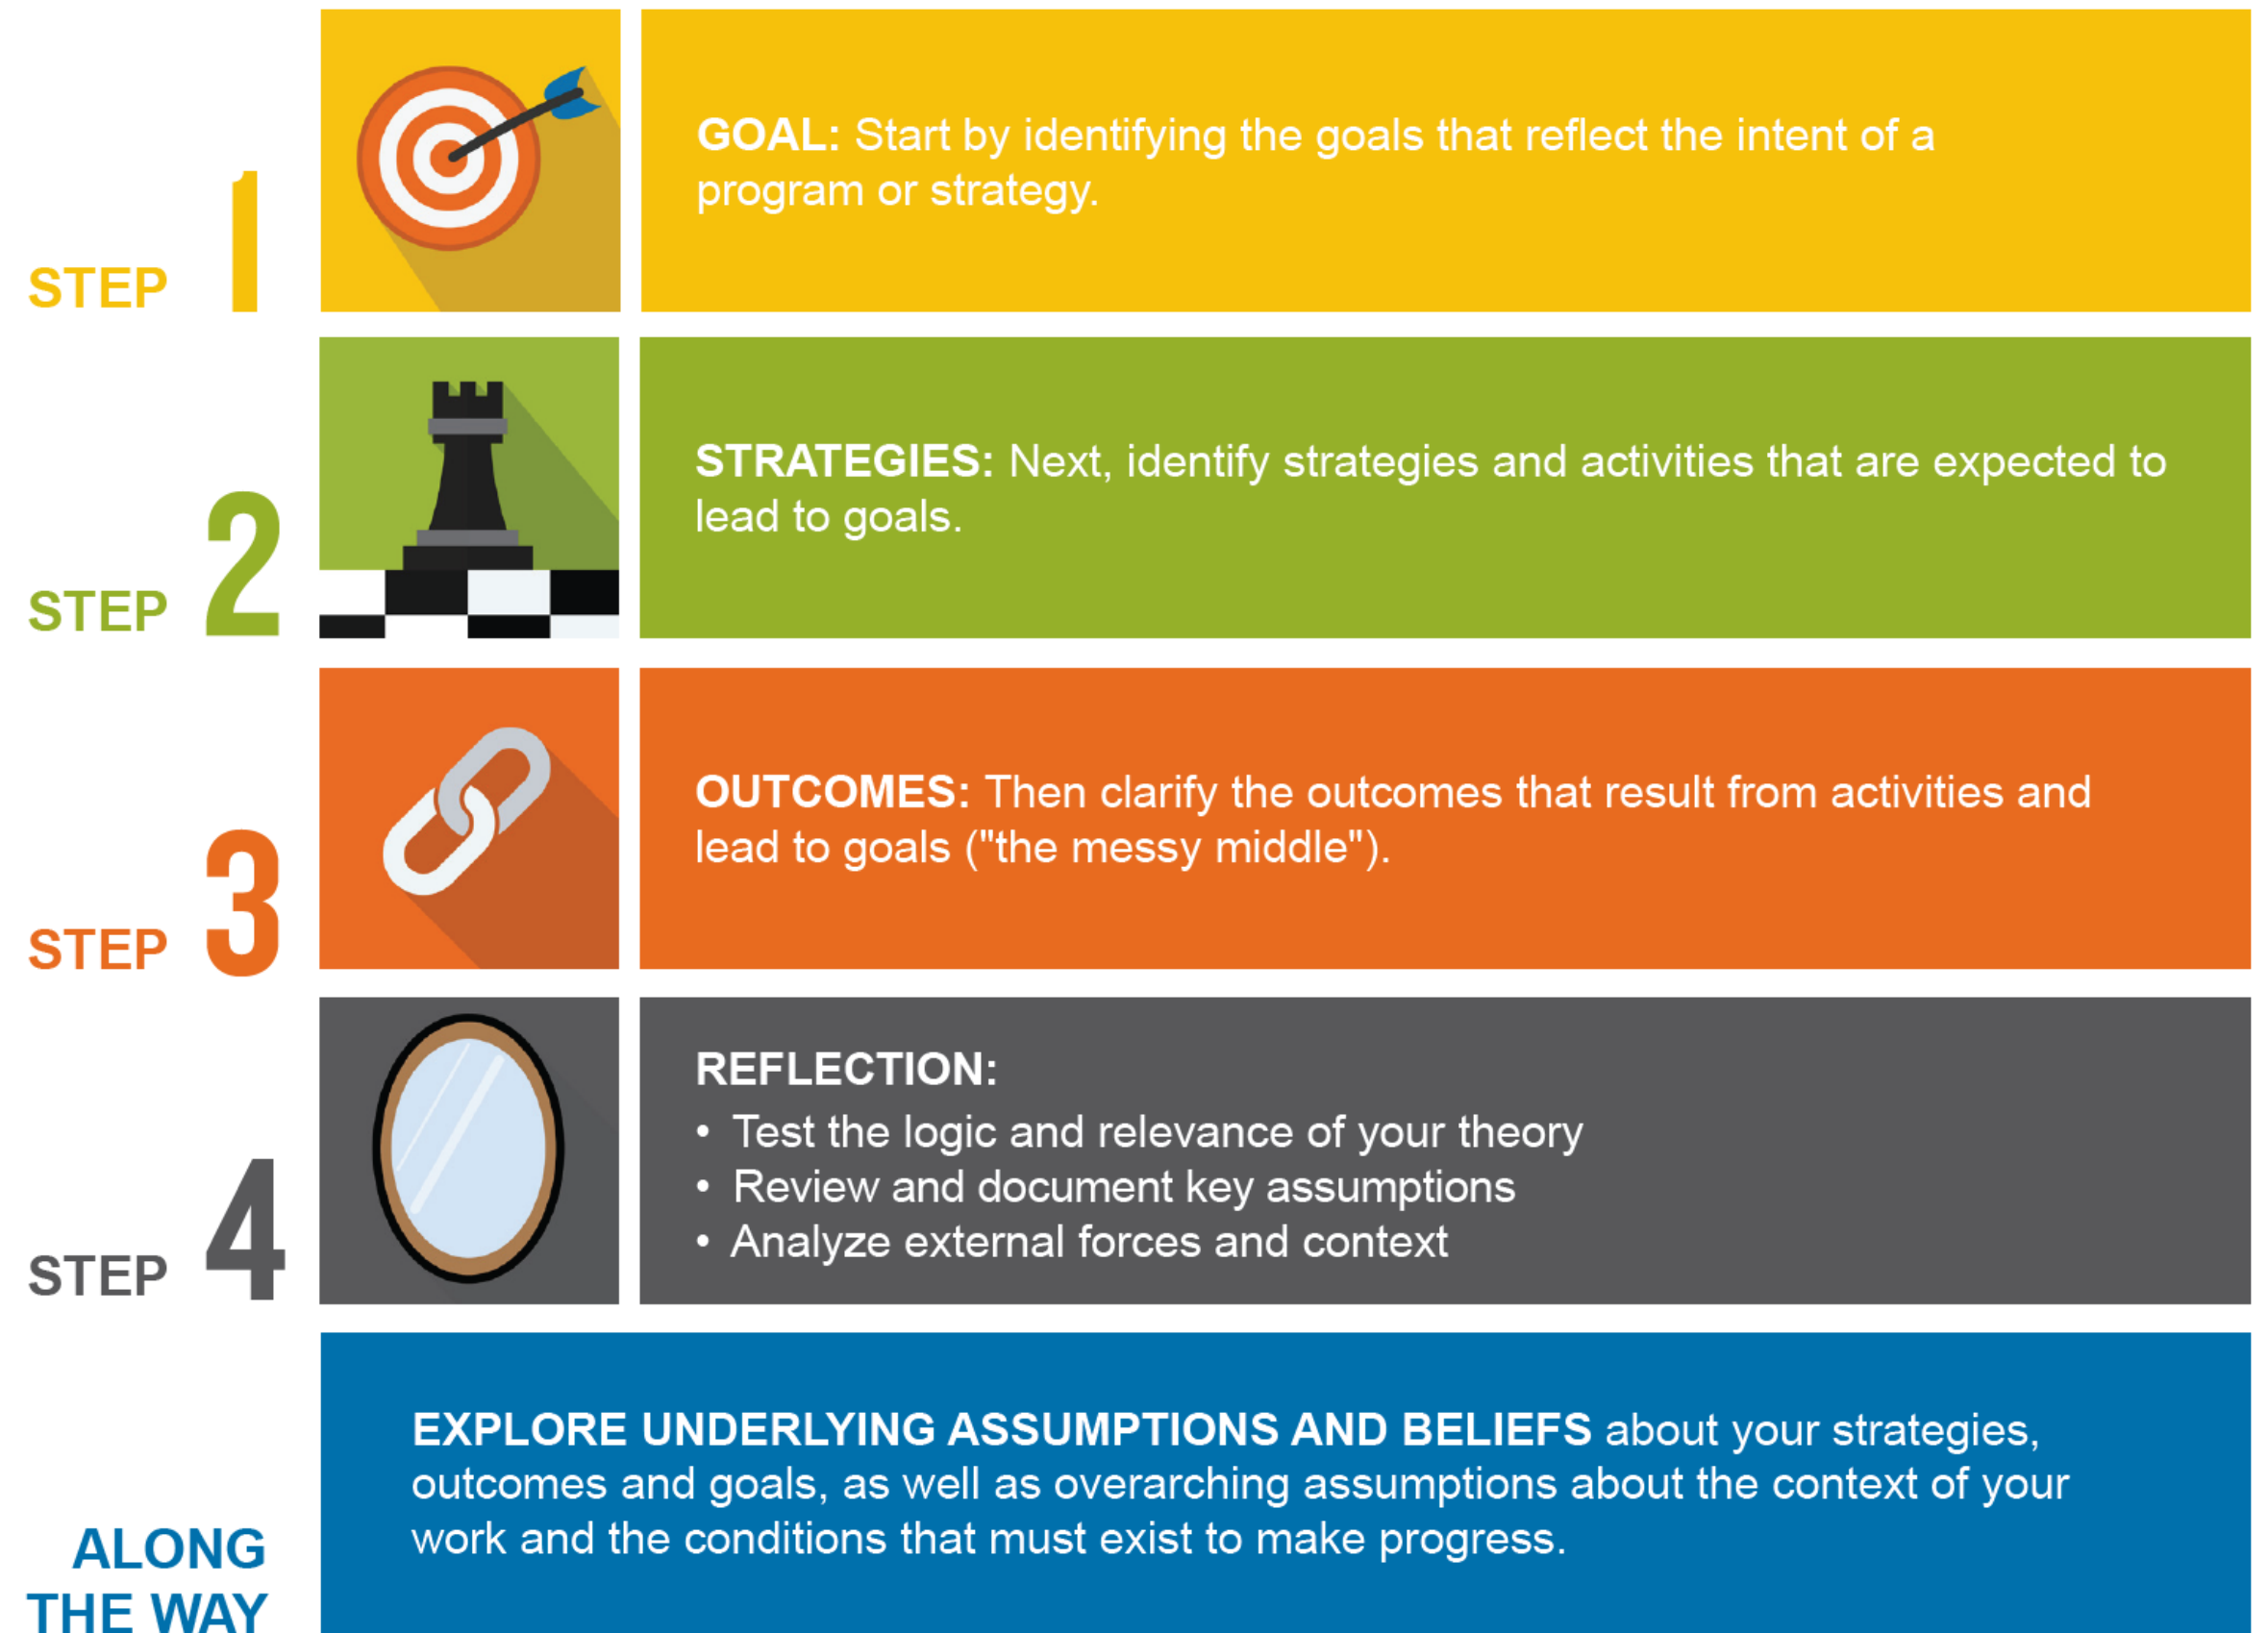 STEP 1
GOAL: Start by identifying the goals that reflect the intent of a
program or strategy.
STEP 2
STRATEGIES: Next, identify strategies and activities that are expected to
lead to goals.
STEP 3
OUTCOMES: Then clarify the outcomes that result from activities and
lead to goals ("the messy middle").
STEP 4
REFLECTION:
• Test the logic and relevance of your theory
• Review and document key assumptions
• Analyze external forces and context
ALONG
THE WAY
EXPLORE UNDERLYING ASSUMPTIONS AND BELIEFS about your strategies,
outcomes and goals, as well as overarching assumptions about the context of your
work and the conditions that must exist to make progress.